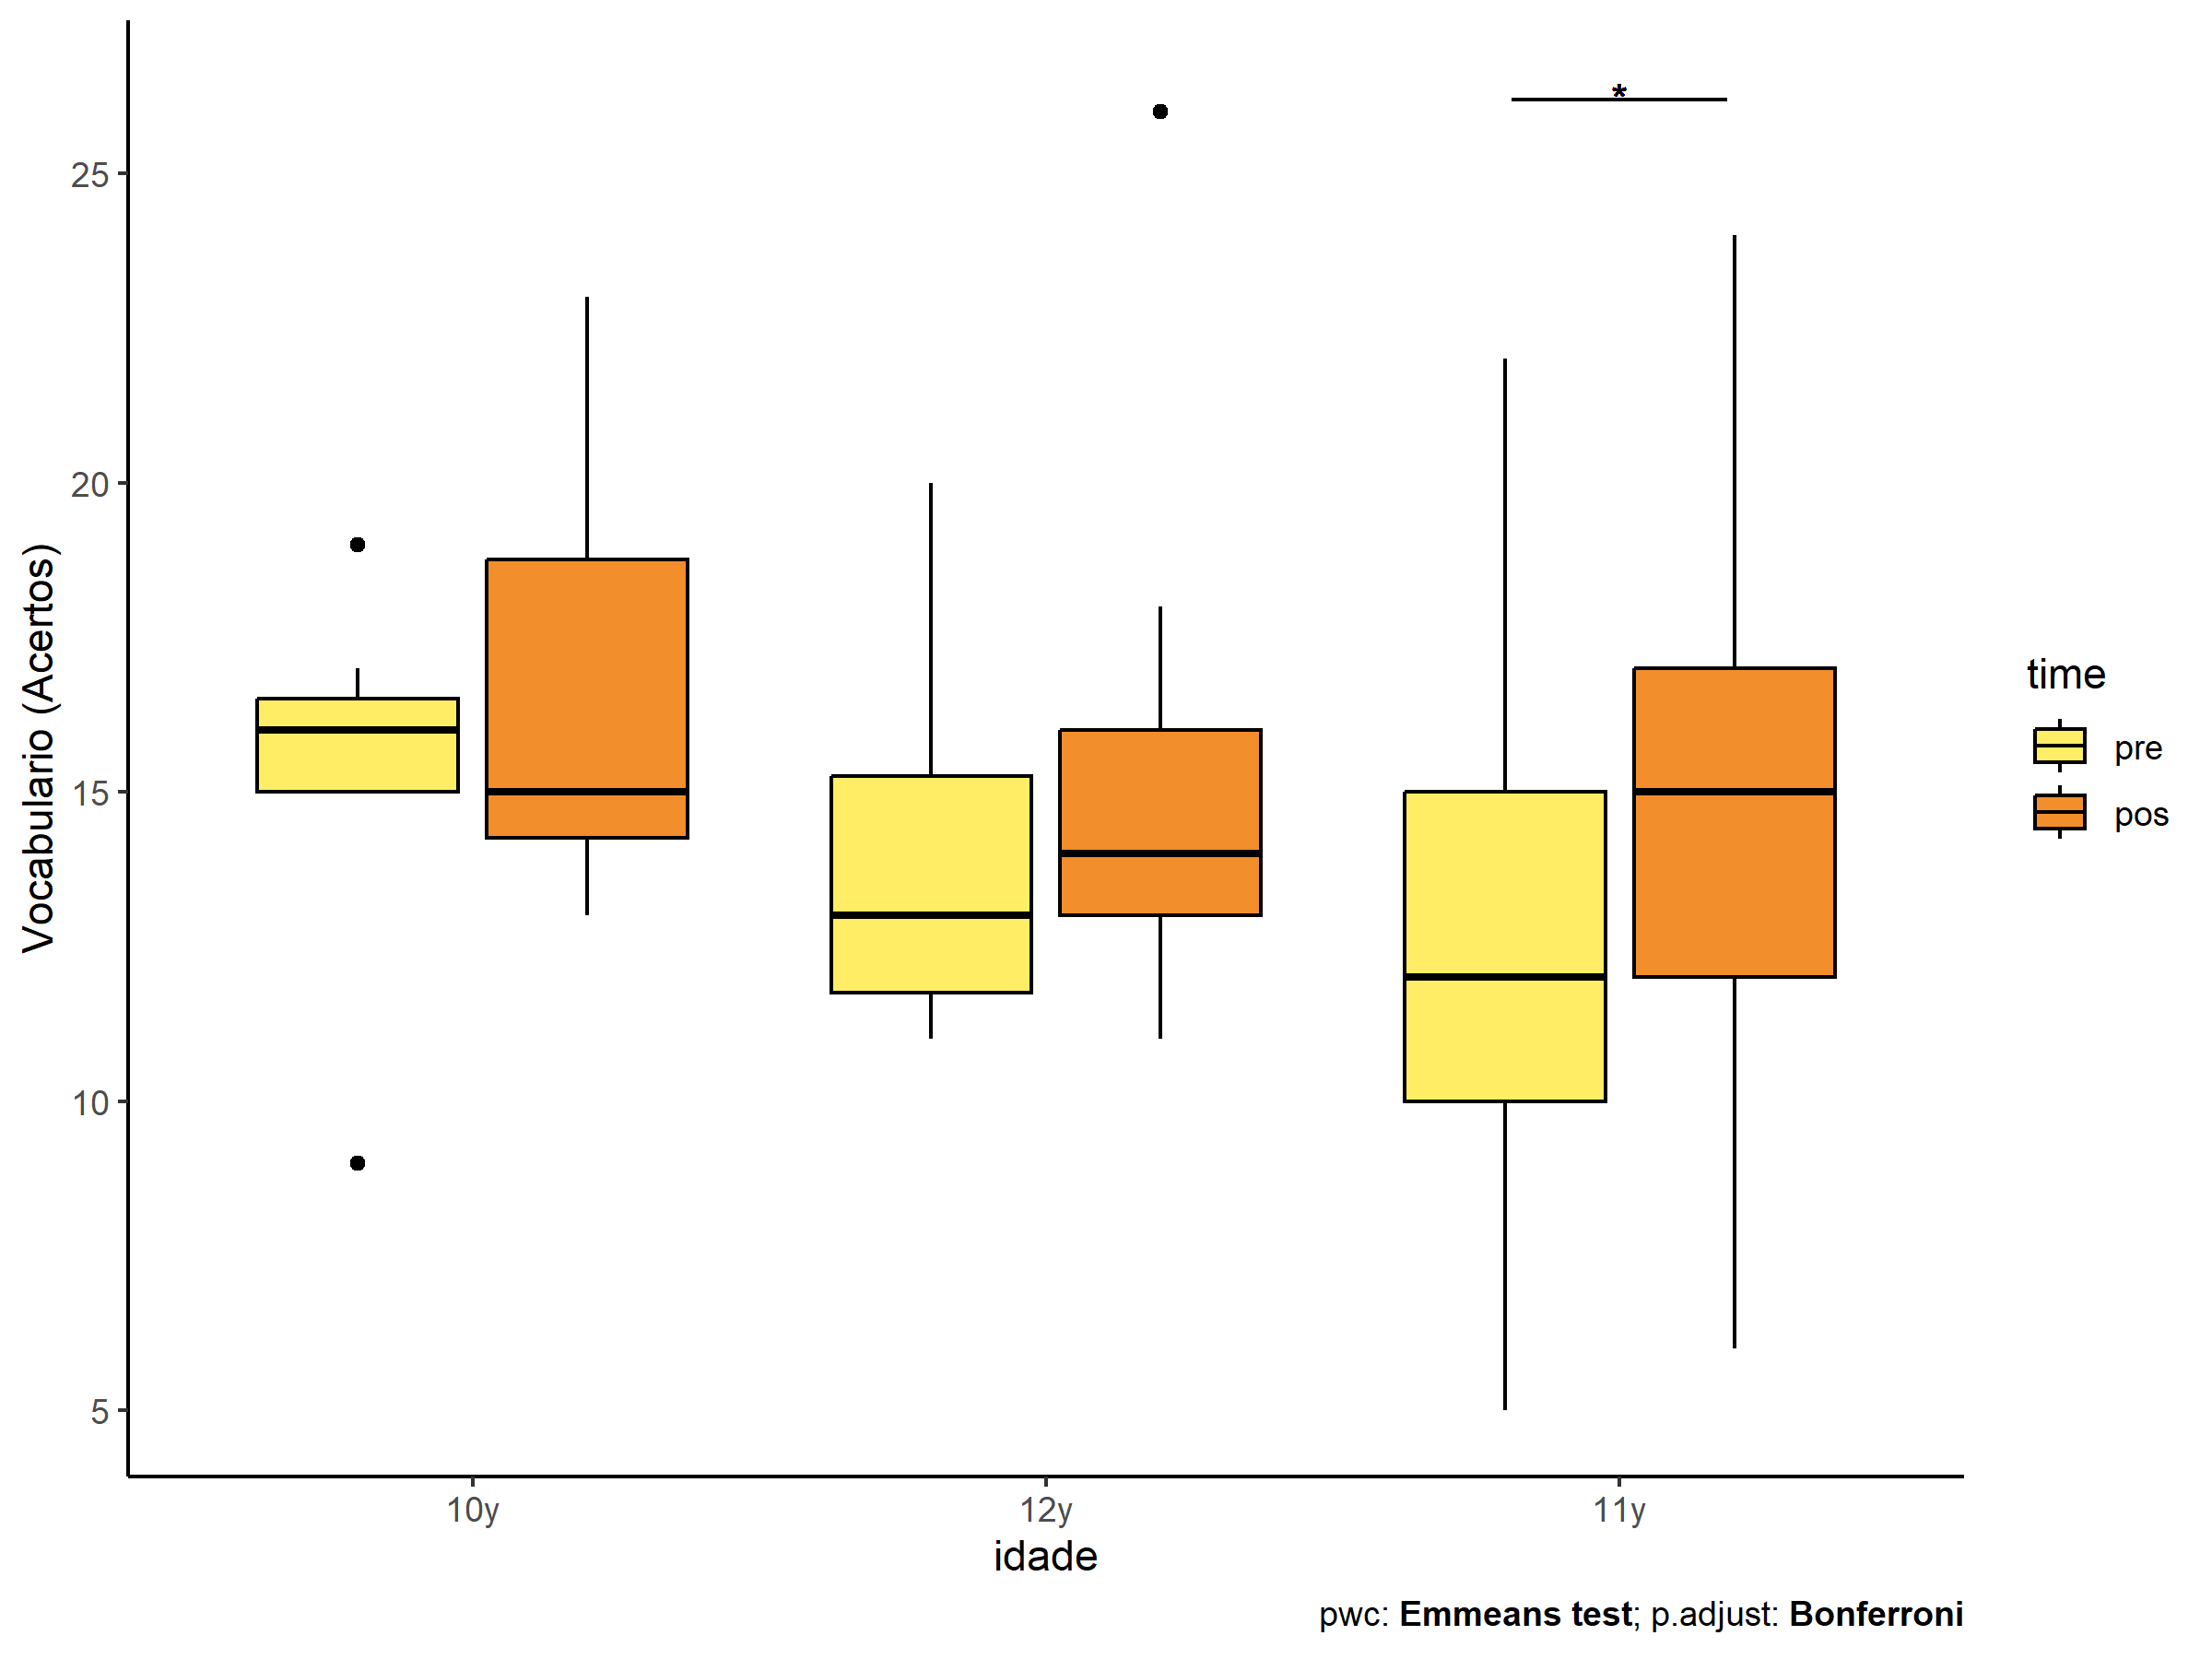 *
25
20
15
10
5
Vocabulario (Acertos)
10y 12y 11y
idade
time
pre
pos
pwc: Emmeans test; p.adjust: Bonferroni